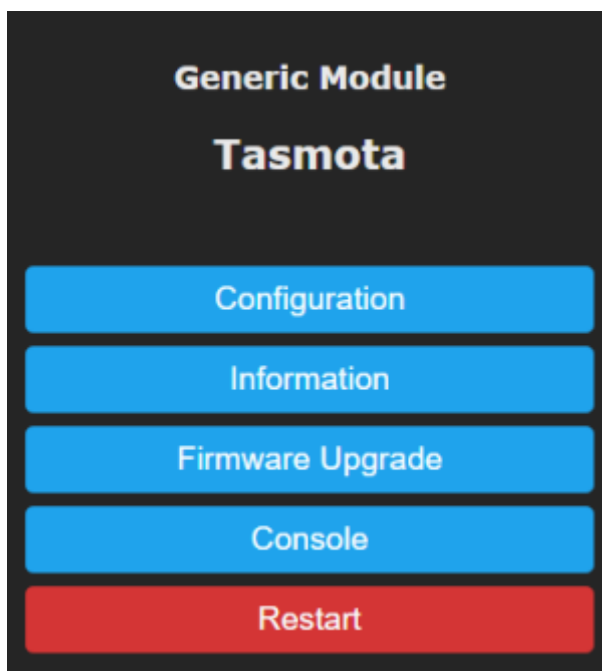 Generic Module
Tasmota
Configuration
Information
Firmware Upgrade
Console
Restart